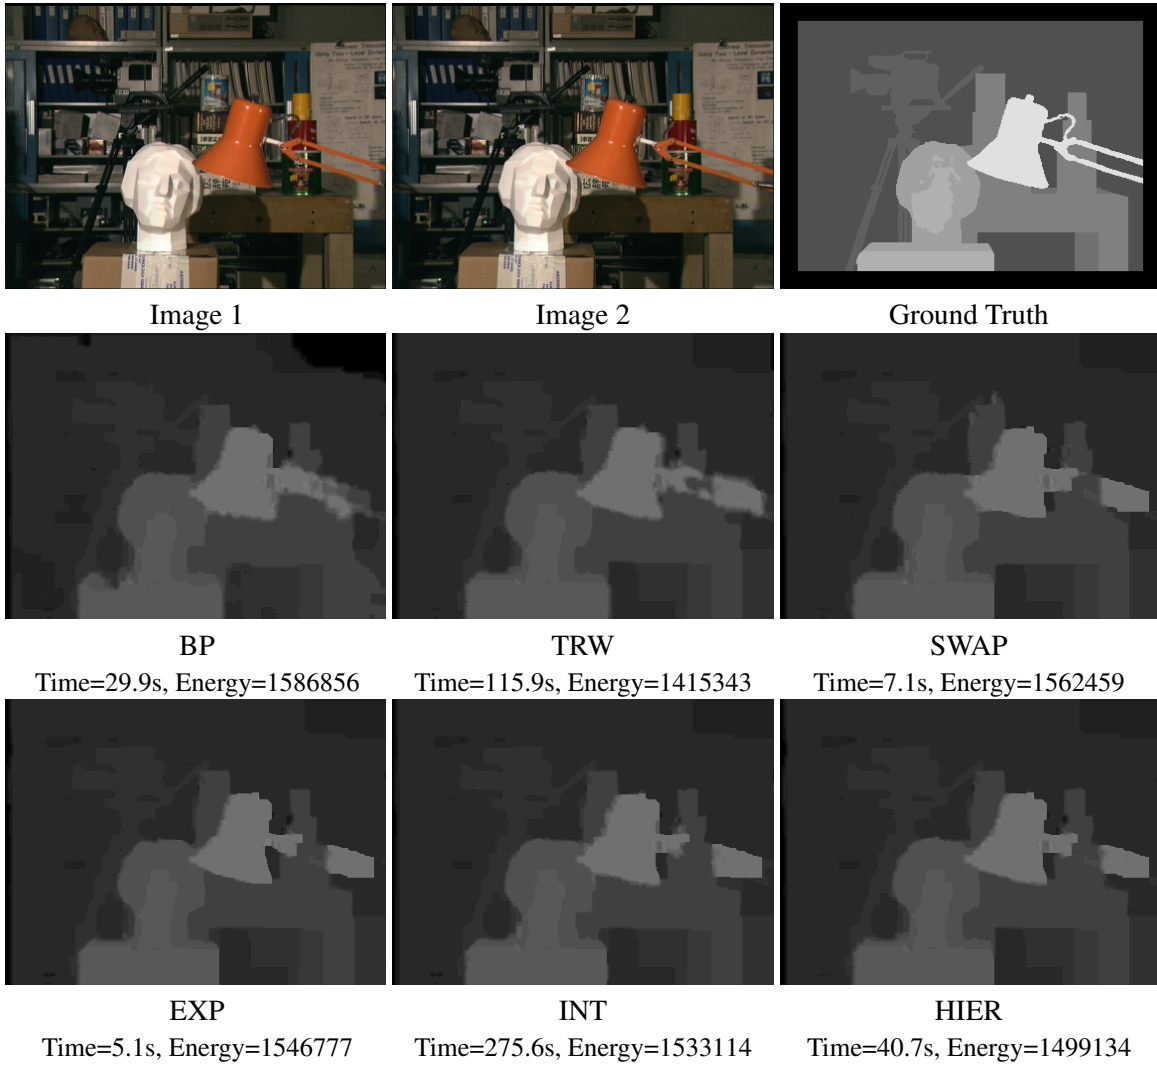 Image 1
Image 2
Ground Truth
BP
TRW
SWAP
Time=29.9s, Energy=1586856
Time=115.9s, Energy=1415343
Time=7.1s, Energy=1562459
EXP
INT
HIER
Time=5.1s, Energy=1546777
Time=275.6s, Energy=1533114
Time=40.7s, Energy=1499134